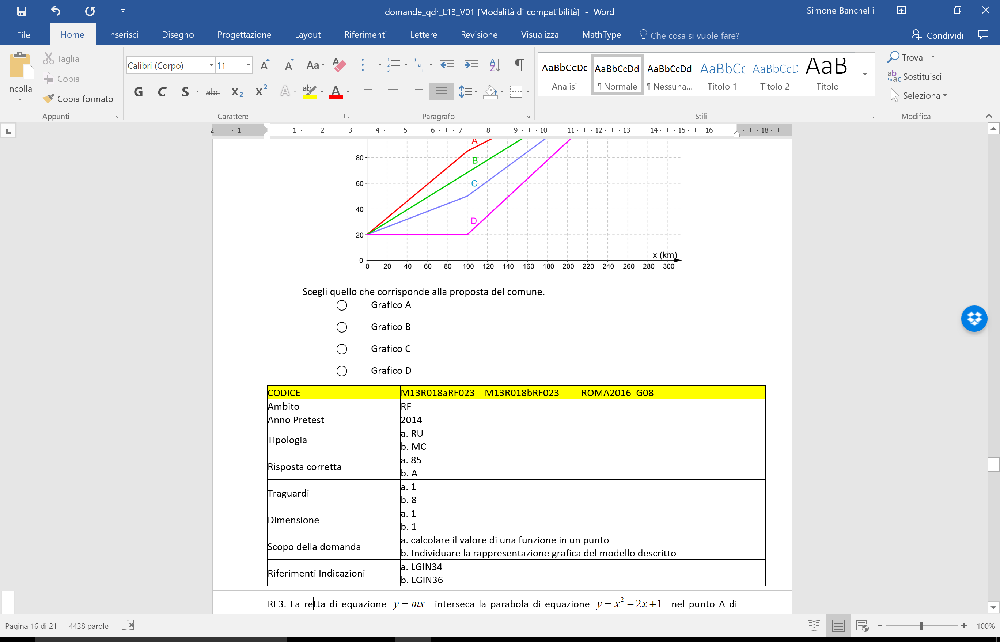 domande_qdr_L13_V01 [Modalità di compatibilità] - Word
Simone Banchelli
File Home Inserisci Disegno Progettazione Layout Riferimenti Lettere Revisione Visualizza MathType Che cosa si vuole fare? Condividi
Incolla
Taglia
Copia
Copia formato
Appunti
Calibri (Corpo) 11
G C S abc X₂ X²
Aa
Carattere
Paragrafo
AaBbCcDc AaBbCcDd AaBbCcDd AaBbCc AaBbCcD AaB
Analisi ¶ Normale ¶ Nessuna... Titolo 1 Titolo 2 Titolo
Stili
Trova
Sostituisci
Seleziona
Modifica
2 1 1 2 3 4 5 6 7 8 9 10 11 12 13 14 15 16 18
A
80
B
60
C
40
D
20
x (km)
0
0 20 40 60 80 100 120 140 160 180 200 220 240 260 280 300
Scegli quello che corrisponde alla proposta del comune.
Grafico A
Grafico B
Grafico C
Grafico D
CODICE M13R018aRF023 M13R018bRF023 ROMA2016 G08
Ambito RF
Anno Pretest 2014
Tipologia
a. RU
b. MC
Risposta corretta
a. 85
b. A
Traguardi
a. 1
b. 8
Dimensione
a. 1
b. 1
Scopo della domanda
a. calcolare il valore di una funzione in un punto
b. Individuare la rappresentazione grafica del modello descritto
Riferimenti Indicazioni
a. LGIN34
b. LGIN36
RF3. La retta di equazione y = mx interseca la parabola di equazione y = x² − 2x + 1 nel punto A di
Pagina 16 di 21 4438 parole 100%